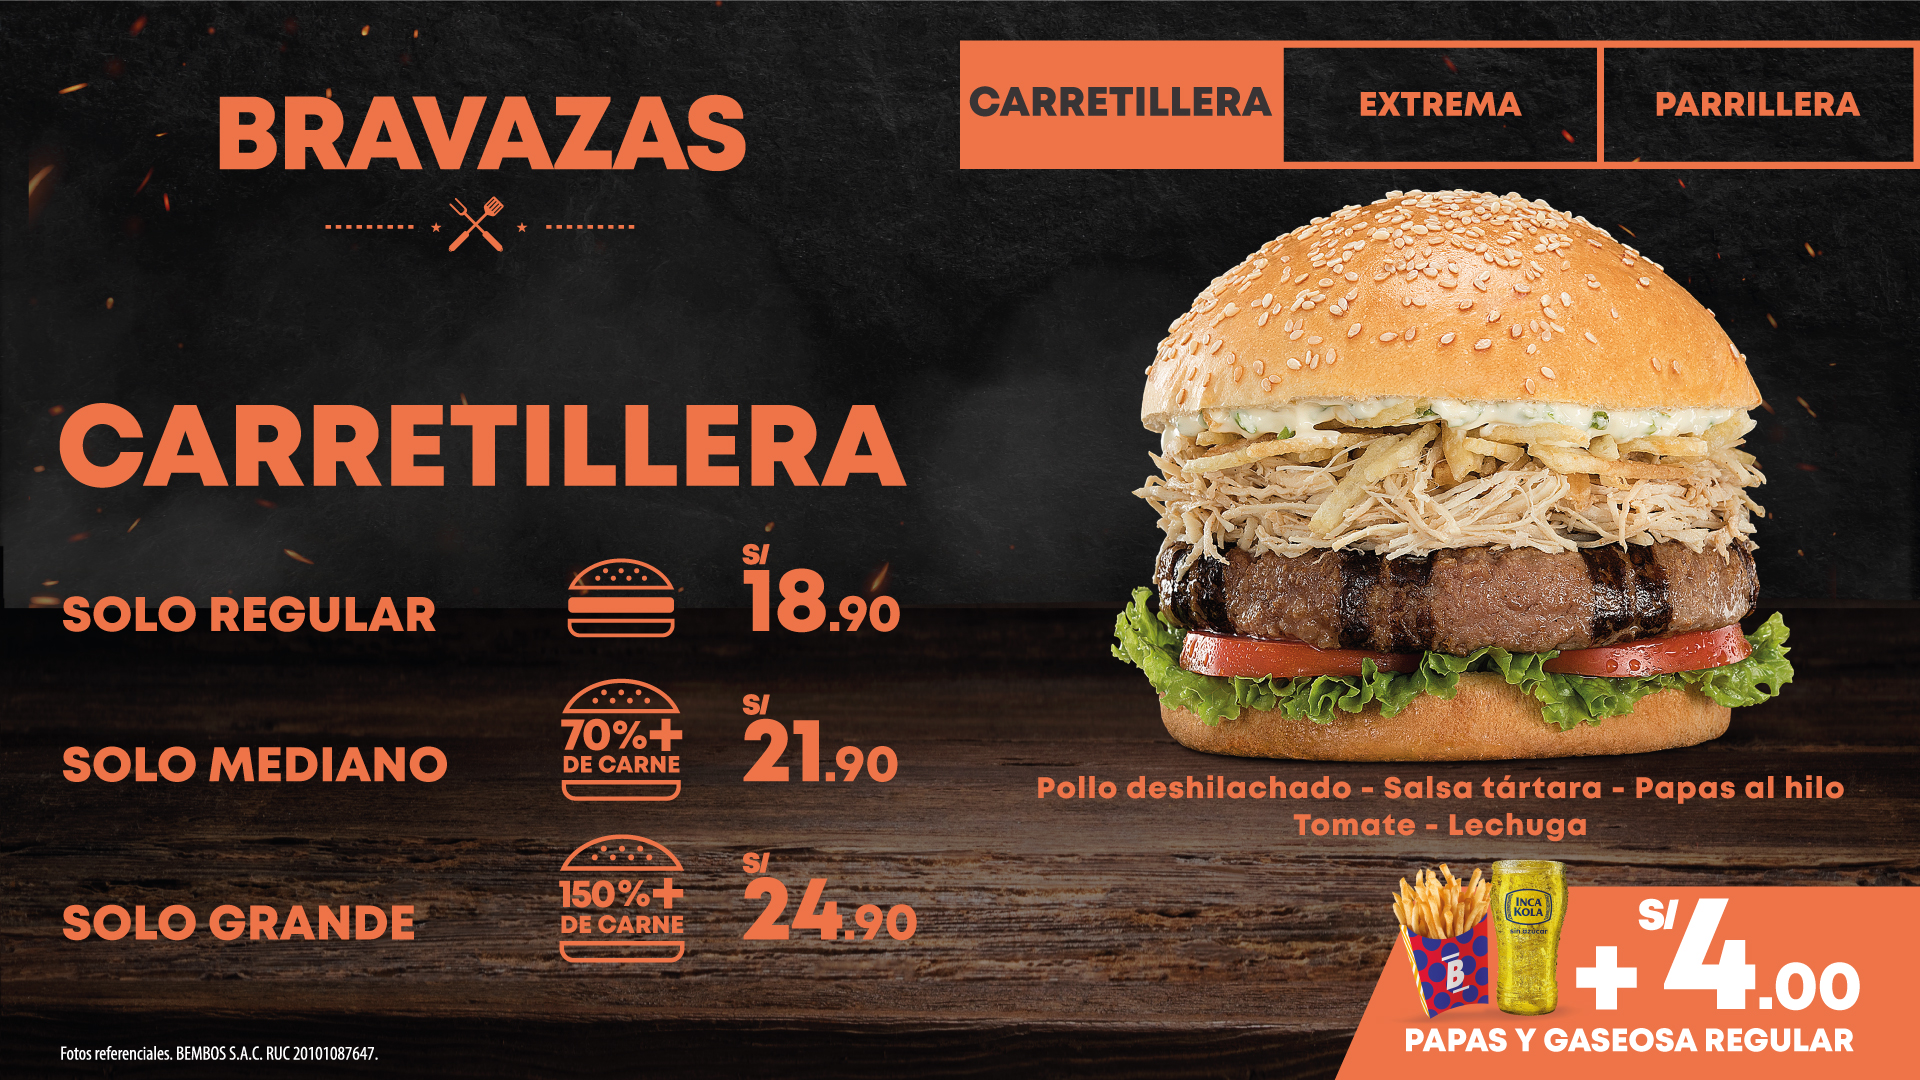 BRAVAZAS
CARRETILLERA
EXTREMA
PARRILLERA
CARRETILLERA
SOLO REGULAR
S/
18.90
SOLO MEDIANO
70%+
DE CARNE
S/
21.90
SOLO GRANDE
150%+
DE CARNE
S/
24.90
Pollo deshilachado - Salsa tártara - Papas al hilo
Tomate - Lechuga
B
INCA
KOLA
sin azúcar
+ S/ 4.00
PAPAS Y GASEOSA REGULAR
Fotos referenciales. BEMBOS S.A.C. RUC 20101087647.